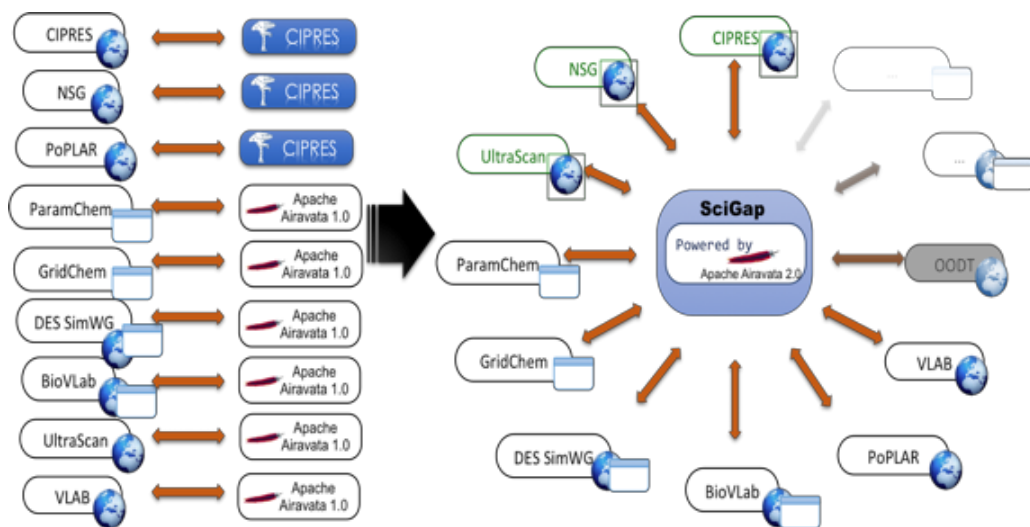 CIPRES
CIPRES
NSG
CIPRES
PoPLAR
CIPRES
ParamChem
Apache
Airavata 1.0
GridChem
Apache
Airavata 1.0
DES SimWG
Apache
Airavata 1.0
BioVLab
Apache
Airavata 1.0
UltraScan
Apache
Airavata 1.0
VLAB
Apache
Airavata 1.0
CIPRES
NSG
...
UltraScan
...
SciGap
Powered by
Apache Airavata 2.0
ParamChem
OODT
GridChem
VLAB
DES SimWG
PoPLAR
BioVLab